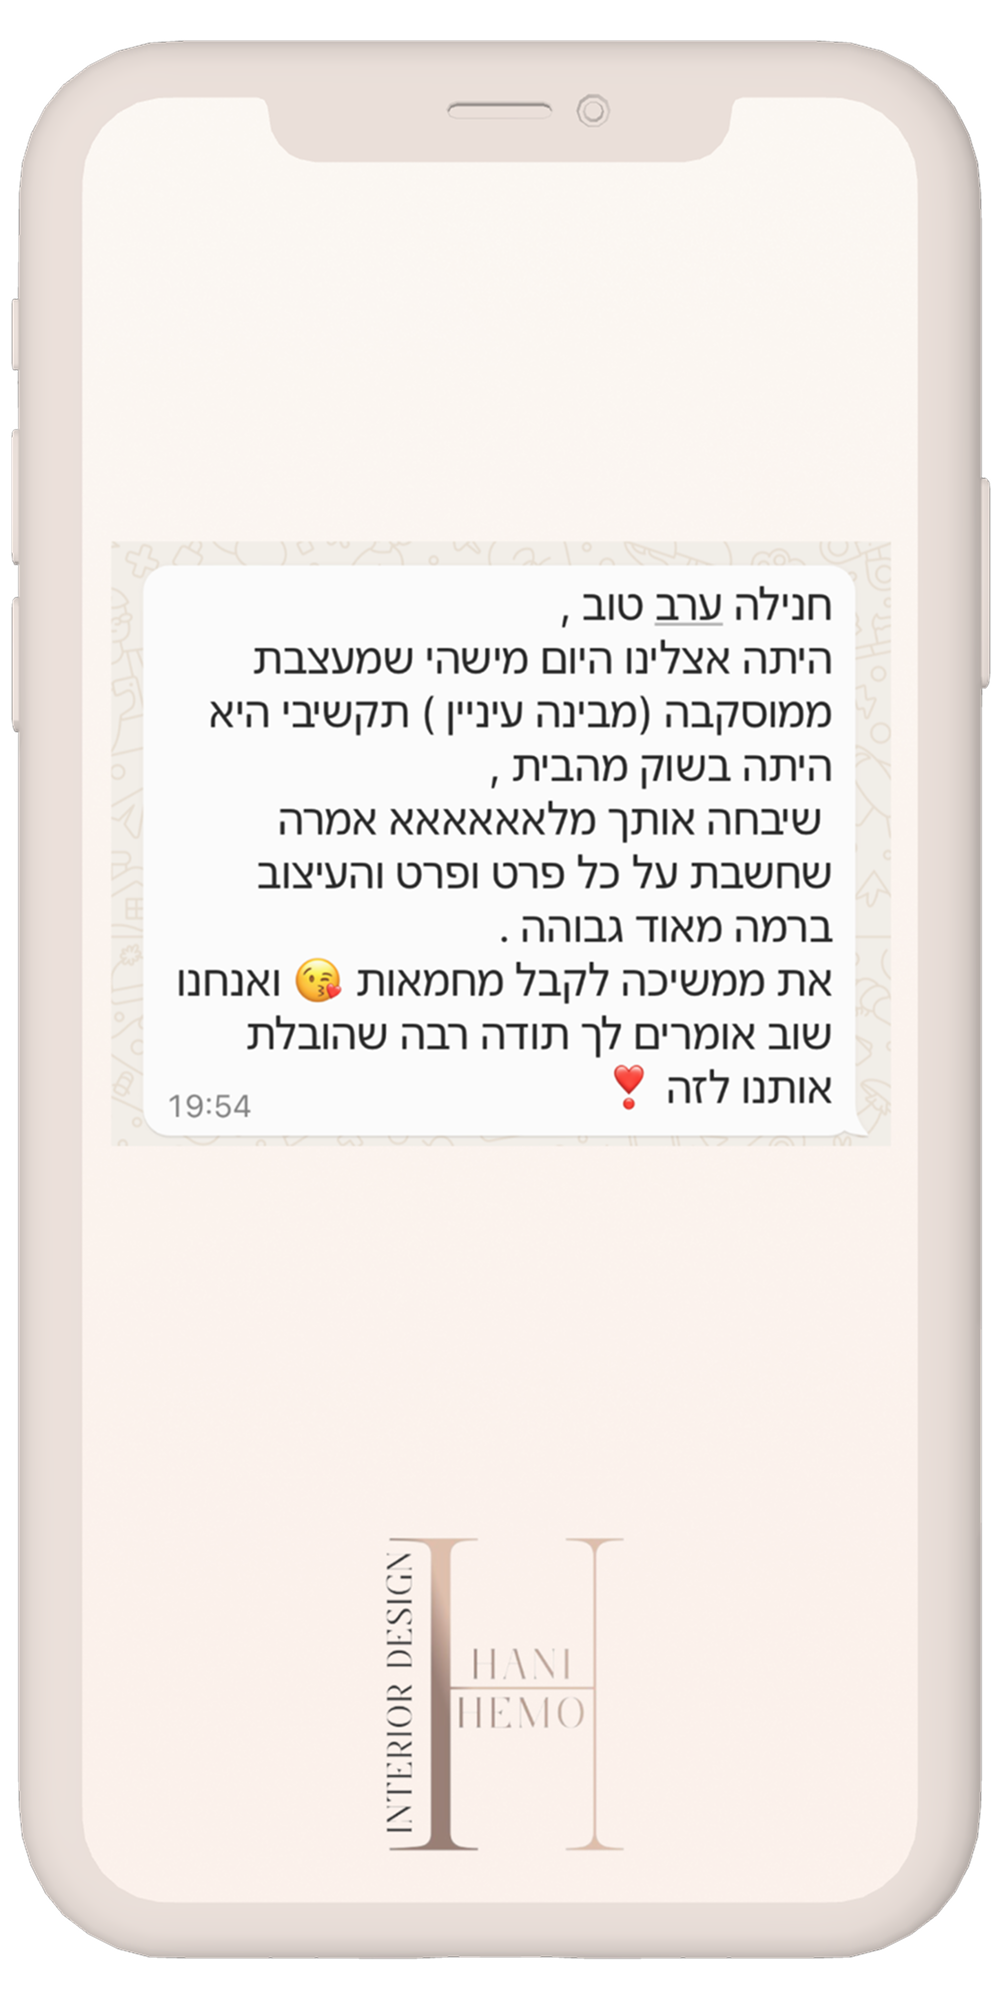 חנילה ערב טוב ,
היתה אצלינו היום מישהי שמעצבת
ממוסקבה (מבינה עיניין ) תקשיבי היא
היתה בשוק מהבית ,
שיבחה אותך מלאאאאאאא אמרה
שחשבת על כל פרט ופרט והעיצוב
ברמה מאוד גבוהה .
את ממשיכה לקבל מחמאות 😘 ואנחנו
שוב אומרים לך תודה רבה שהובלת
אותנו לזה ❣️
19:54
INTERIOR DESIGN
HANI
HEMO